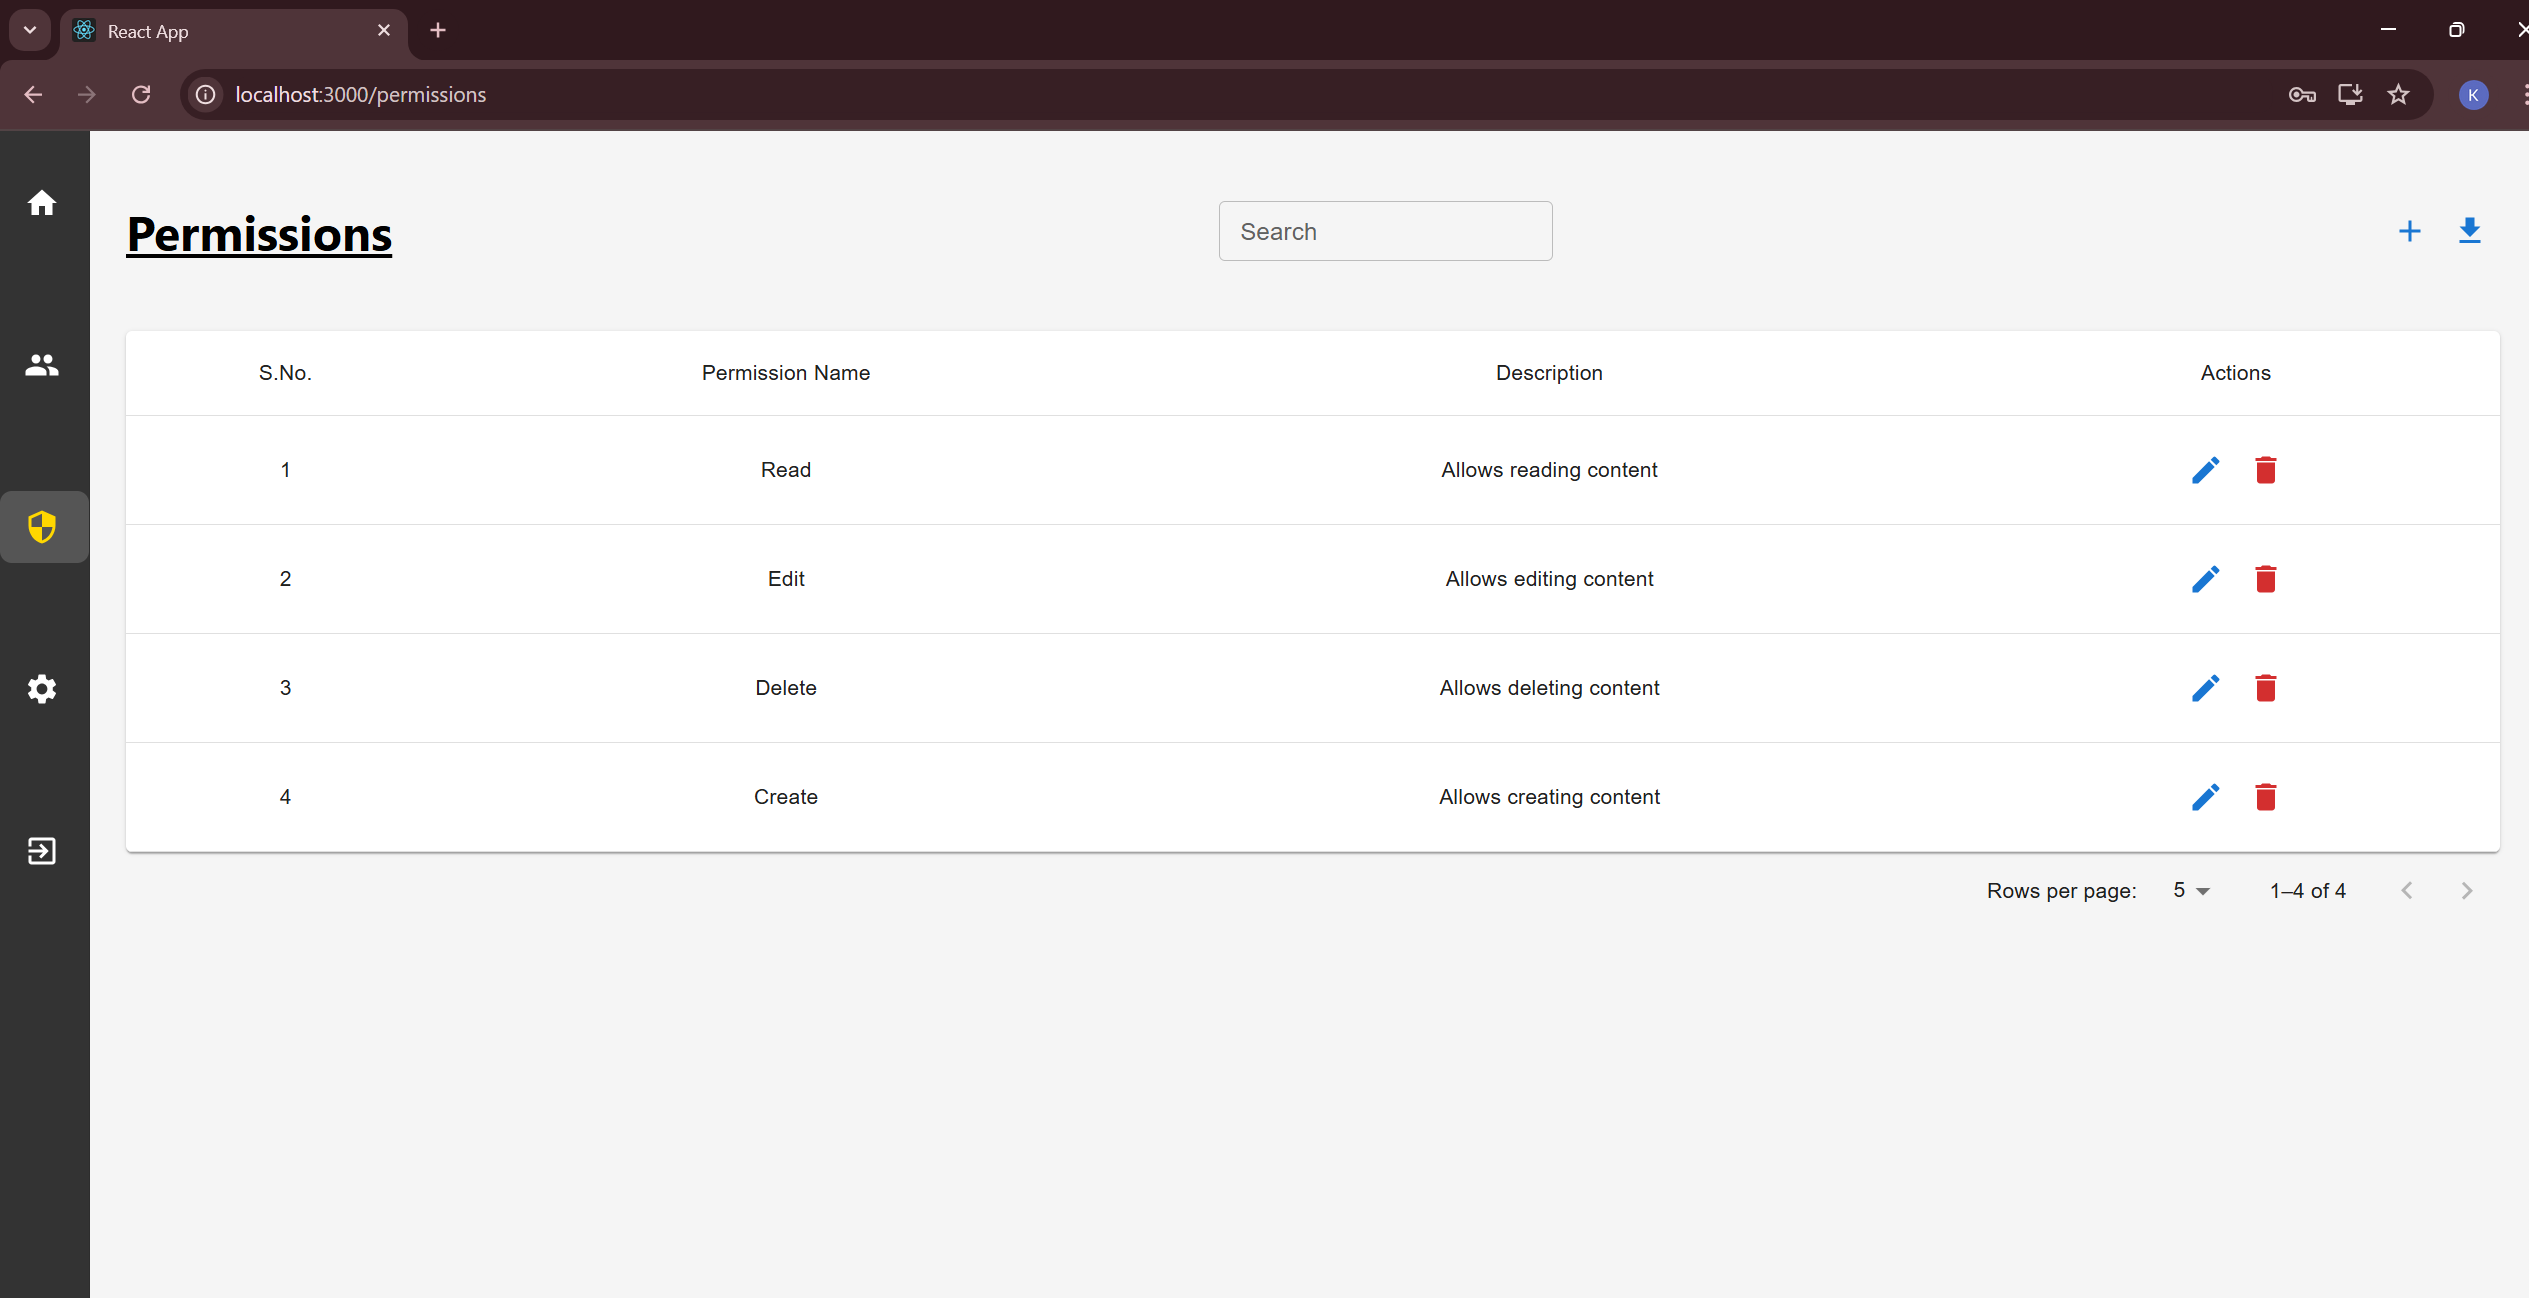 React App
localhost:3000/permissions
K
Permissions
Search
S.No. Permission Name Description Actions
1 Read Allows reading content
2 Edit Allows editing content
3 Delete Allows deleting content
4 Create Allows creating content
Rows per page: 5 1–4 of 4